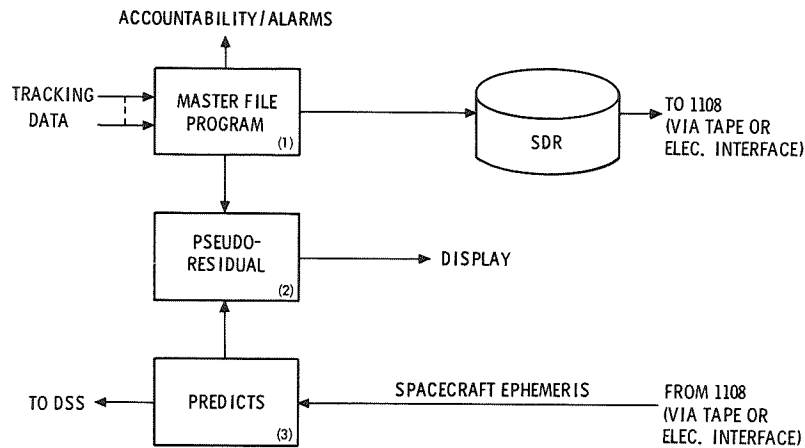 ACCOUNTABILITY/ALARMS
TRACKING
DATA
MASTER FILE
PROGRAM
(1)
SDR
TO 1108
(VIA TAPE OR
ELEC. INTERFACE)
PSEUDO-
RESIDUAL
(2)
DISPLAY
TO DSS
PREDICTS
(3)
SPACECRAFT EPHEMERIS
FROM 1108
(VIA TAPE OR
ELEC. INTERFACE)